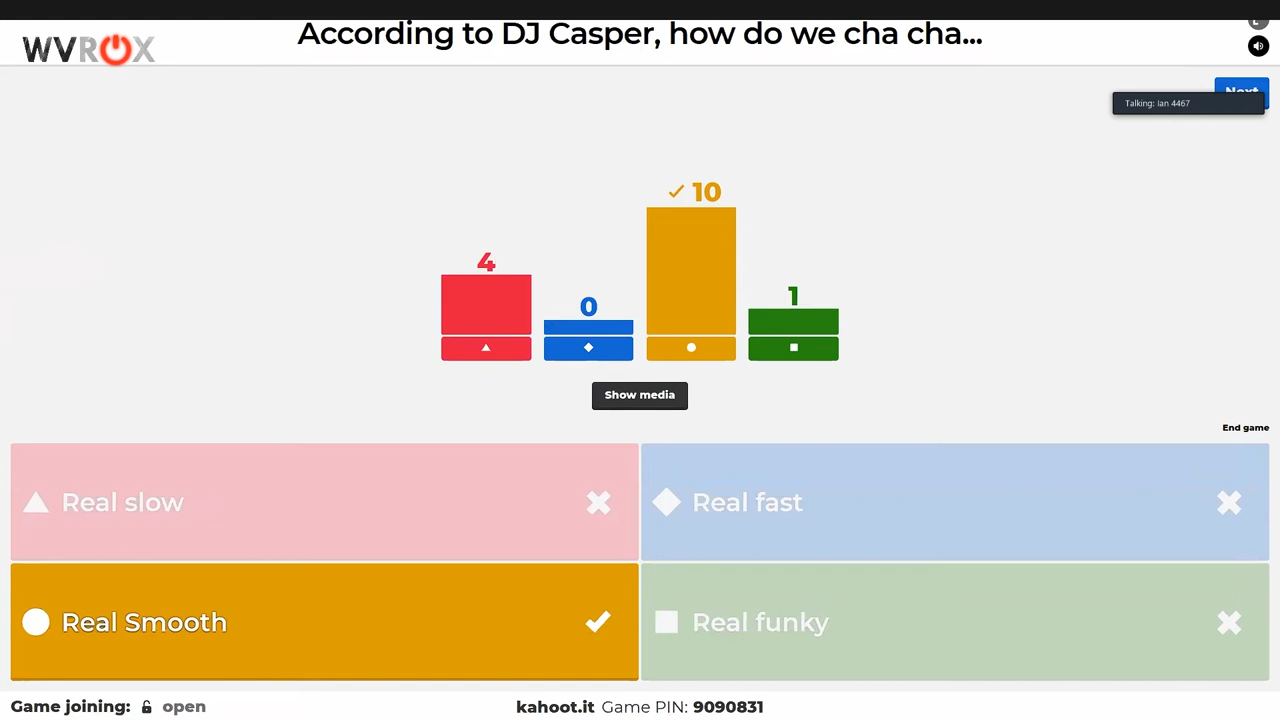 According to DJ Casper, how do we cha cha...
WVROX
Next
Talking: Ian 4467
10
4
0
1
Show media
End game
Real slow
Real fast
Real Smooth
Real funky
Game joining: open
kahoot.it Game PIN: 9090831